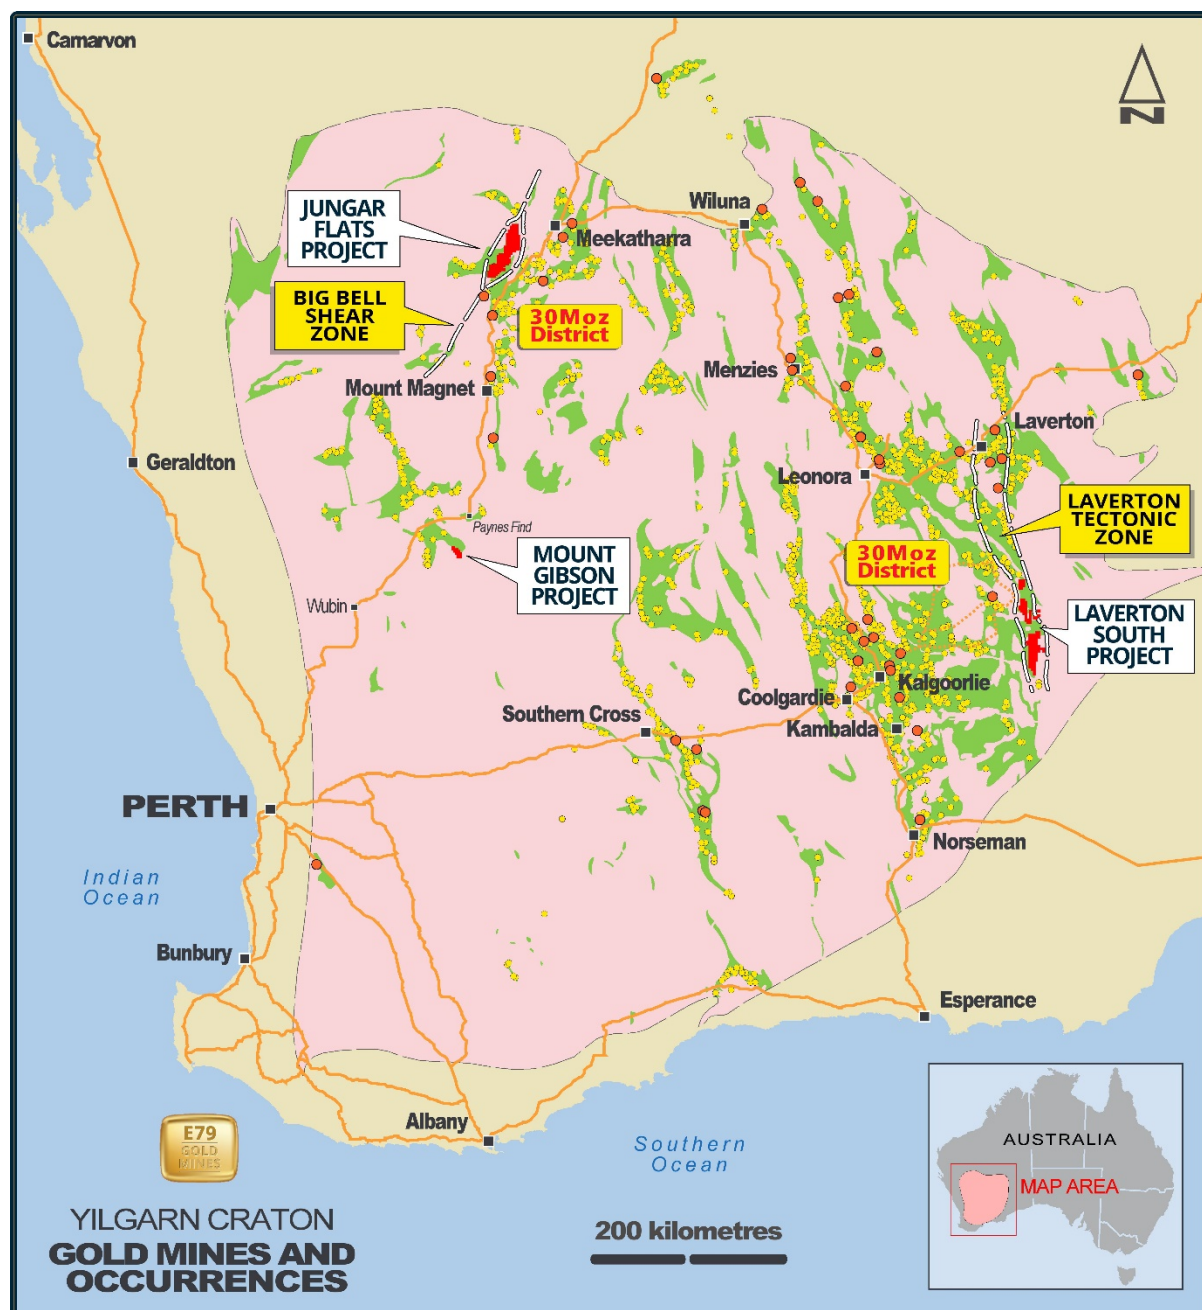 Camarvon
N
JUNGAR
FLATS
PROJECT
Wiluna
Meekatharra
BIG BELL
SHEAR
ZONE
30Moz
District
Mount Magnet
Menzies
Laverton
Geraldton
Leonora
LAVERTON
TECTONIC
ZONE
Paynes Find
MOUNT
GIBSON
PROJECT
30Moz
District
Wubin
LAVERTON
SOUTH
PROJECT
Kalgoorlie
Coolgardie
Southern Cross
Kambalda
PERTH
Norseman
Indian
Ocean
Bunbury
Esperance
Albany
E79
GOLD
MINES
Southern
Ocean
AUSTRALIA
MAP AREA
YILGARN CRATON
GOLD MINES AND
OCCURRENCES
200 kilometres